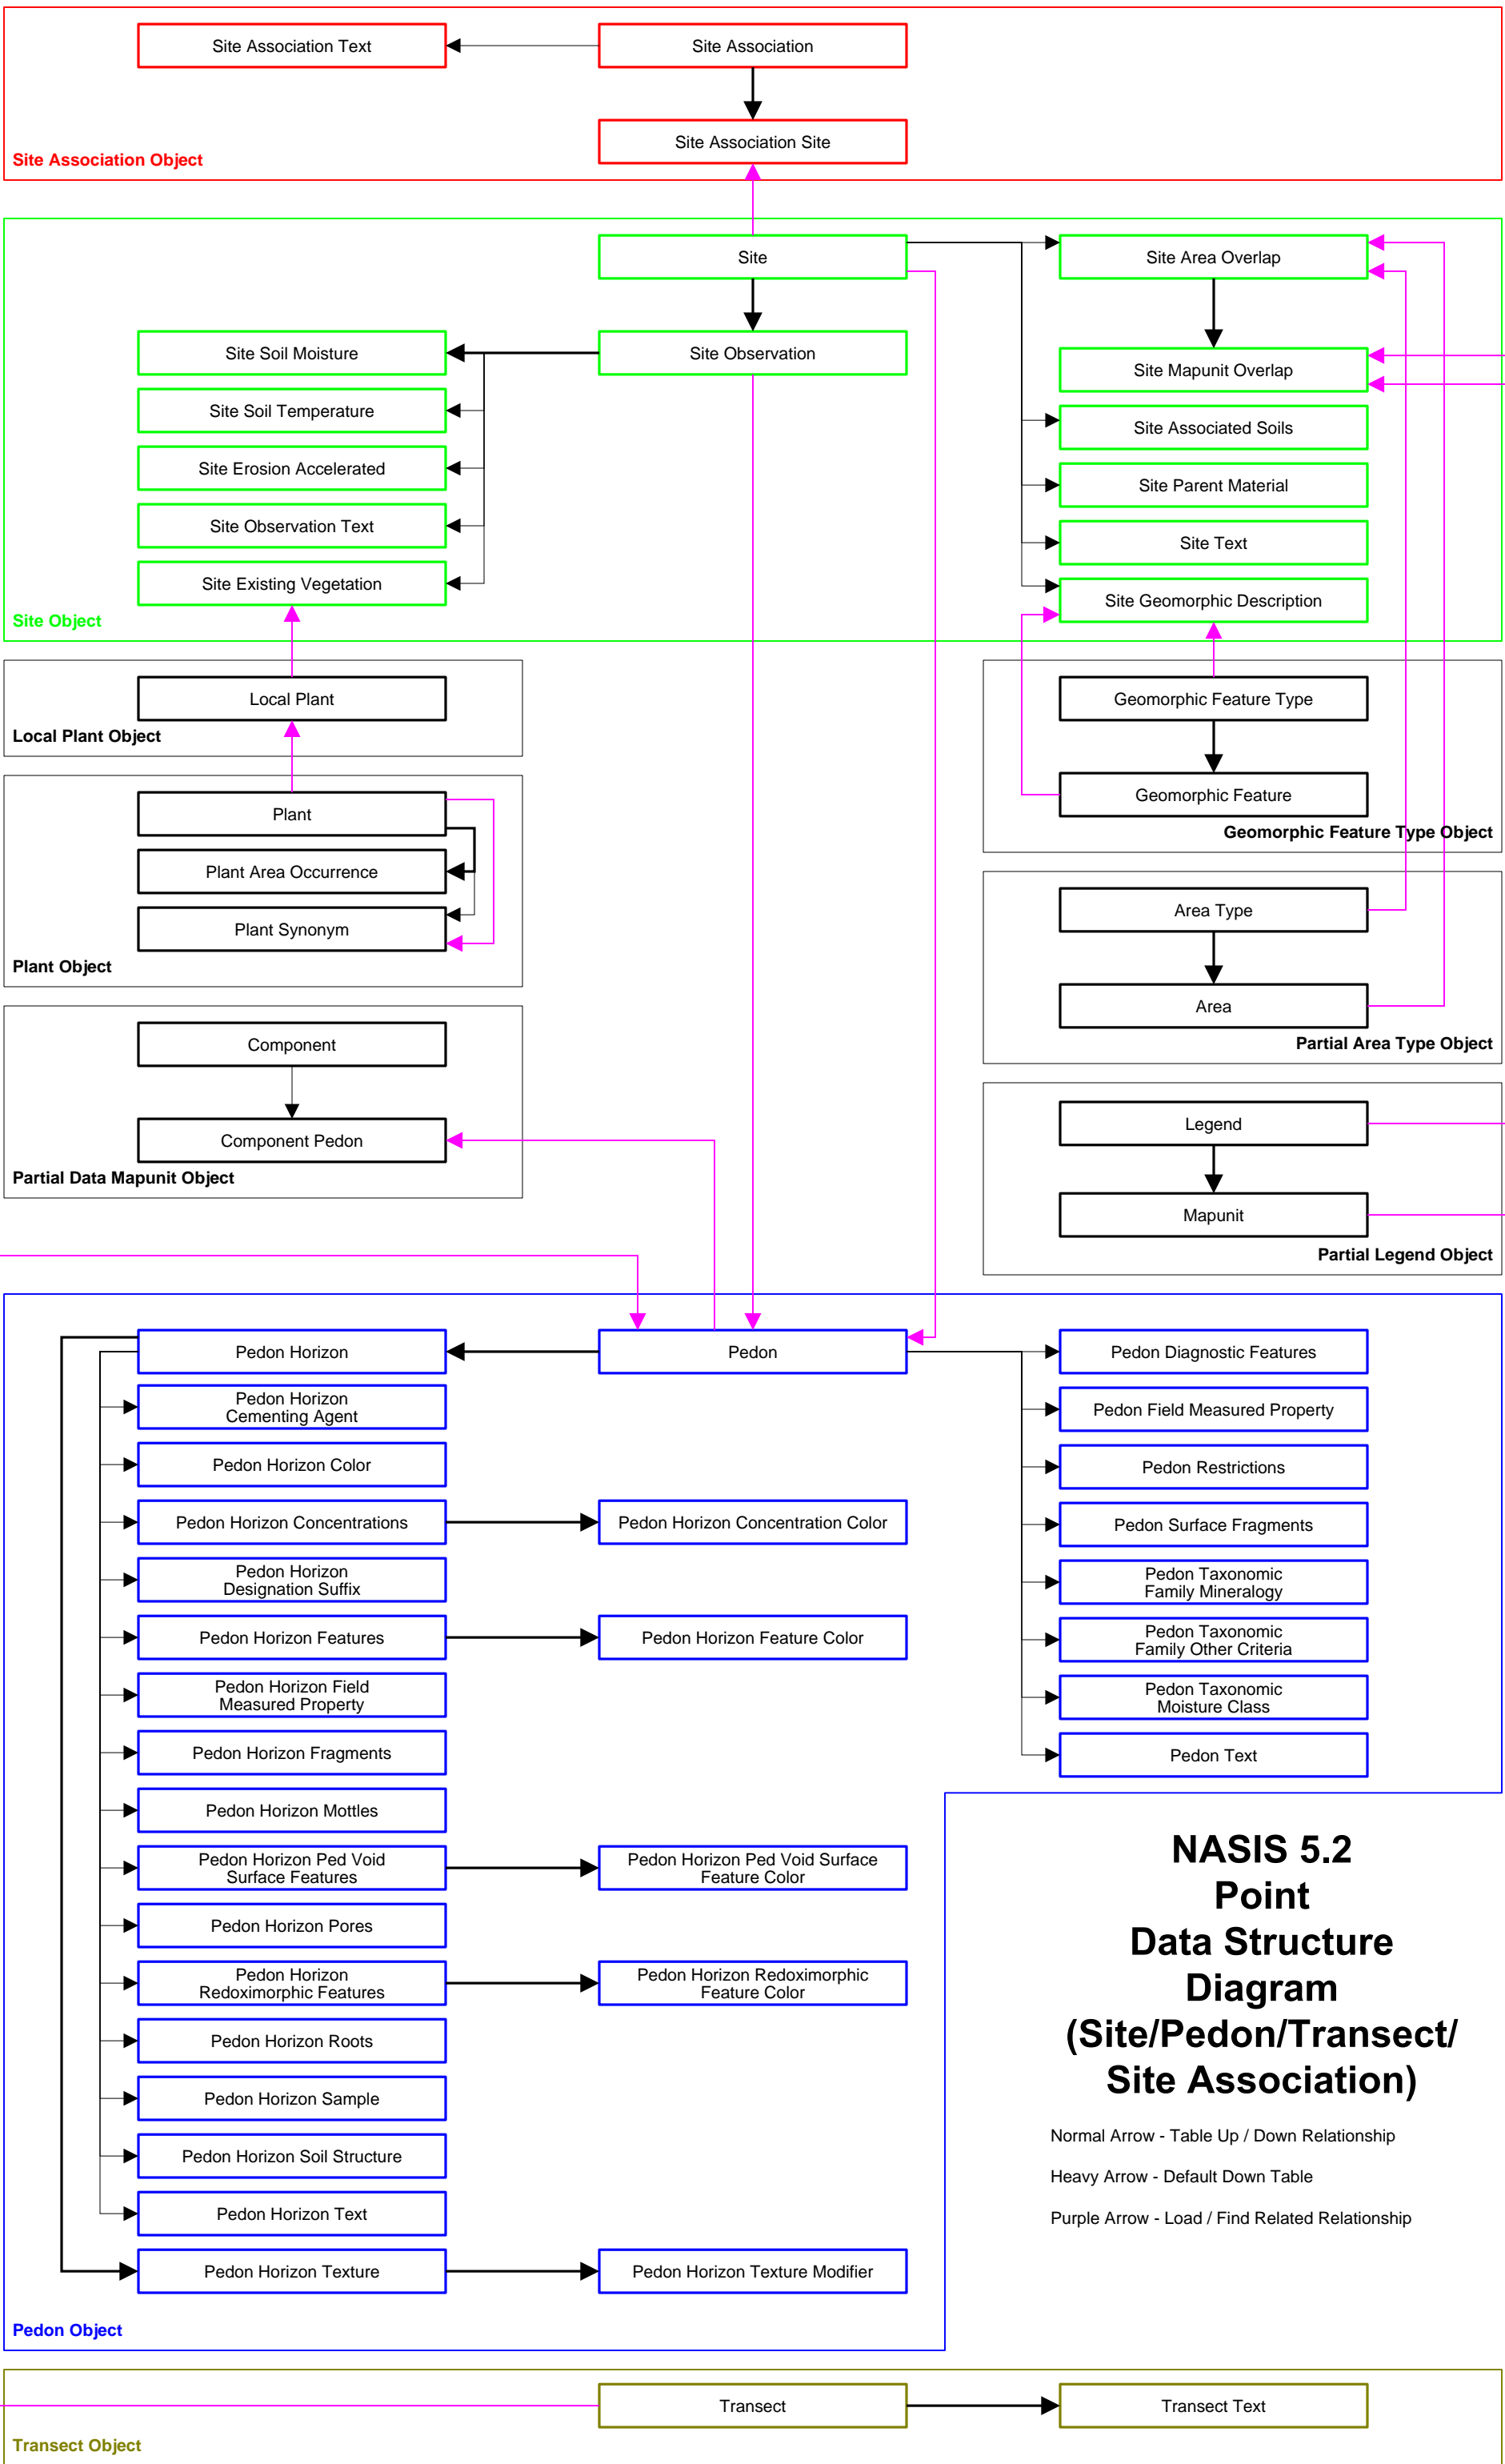 Site Association Text
Site Association
Site Association Site
Site Association Object
Site
Site Area Overlap
Site Soil Moisture
Site Observation
Site Mapunit Overlap
Site Soil Temperature
Site Associated Soils
Site Erosion Accelerated
Site Parent Material
Site Observation Text
Site Text
Site Existing Vegetation
Site Geomorphic Description
Site Object
Local Plant
Local Plant Object
Geomorphic Feature Type
Geomorphic Feature
Geomorphic Feature Type Object
Plant
Plant Area Occurrence
Plant Synonym
Plant Object
Area Type
Area
Partial Area Type Object
Component
Component Pedon
Partial Data Mapunit Object
Legend
Mapunit
Partial Legend Object
Pedon Horizon
Pedon
Pedon Diagnostic Features
Pedon Horizon
Cementing Agent
Pedon Field Measured Property
Pedon Horizon Color
Pedon Restrictions
Pedon Horizon Concentrations
Pedon Horizon Concentration Color
Pedon Surface Fragments
Pedon Horizon
Designation Suffix
Pedon Taxonomic
Family Mineralogy
Pedon Horizon Features
Pedon Horizon Feature Color
Pedon Taxonomic
Family Other Criteria
Pedon Horizon Field
Measured Property
Pedon Taxonomic
Moisture Class
Pedon Horizon Fragments
Pedon Text
Pedon Horizon Mottles
Pedon Horizon Ped Void
Surface Features
Pedon Horizon Ped Void Surface
Feature Color
Pedon Horizon Pores
Pedon Horizon
Redoximorphic Features
Pedon Horizon Redoximorphic
Feature Color
Pedon Horizon Roots
Pedon Horizon Sample
Pedon Horizon Soil Structure
Pedon Horizon Text
Pedon Horizon Texture
Pedon Horizon Texture Modifier
Pedon Object
NASIS 5.2
Point
Data Structure
Diagram
(Site/Pedon/Transect/
Site Association)
Normal Arrow - Table Up / Down Relationship
Heavy Arrow - Default Down Table
Purple Arrow - Load / Find Related Relationship
Transect
Transect Text
Transect Object